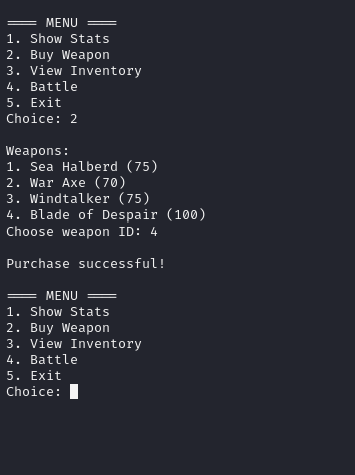 ==== MENU ====
1. Show Stats
2. Buy Weapon
3. View Inventory
4. Battle
5. Exit
Choice: 2
Weapons:
1. Sea Halberd (75)
2. War Axe (70)
3. Windtalker (75)
4. Blade of Despair (100)
Choose weapon ID: 4
Purchase successful!
==== MENU ====
1. Show Stats
2. Buy Weapon
3. View Inventory
4. Battle
5. Exit
Choice: